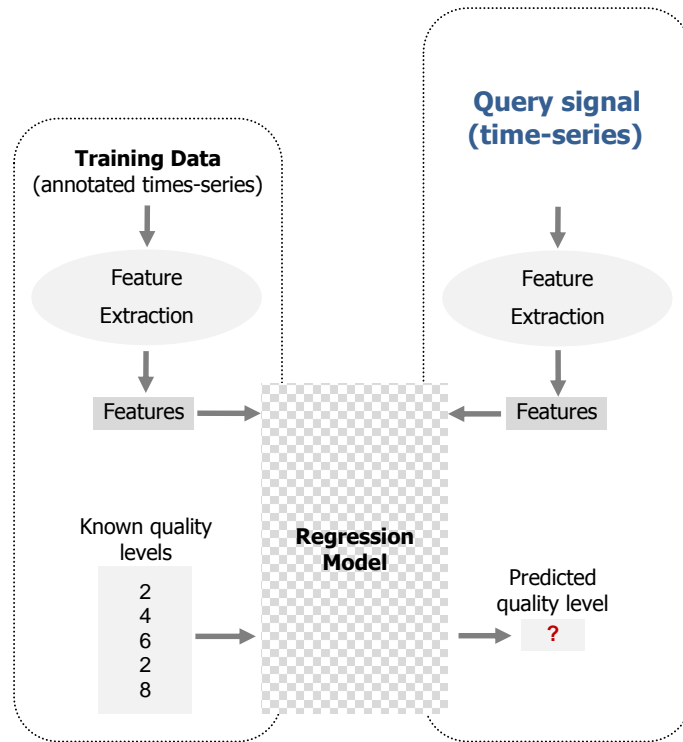 Training Data
(annotated times-series)
Feature
Extraction
Features
Known quality
levels
2
4
6
2
8
Regression
Model
Query signal
(time-series)
Feature
Extraction
Features
Predicted
quality level
?